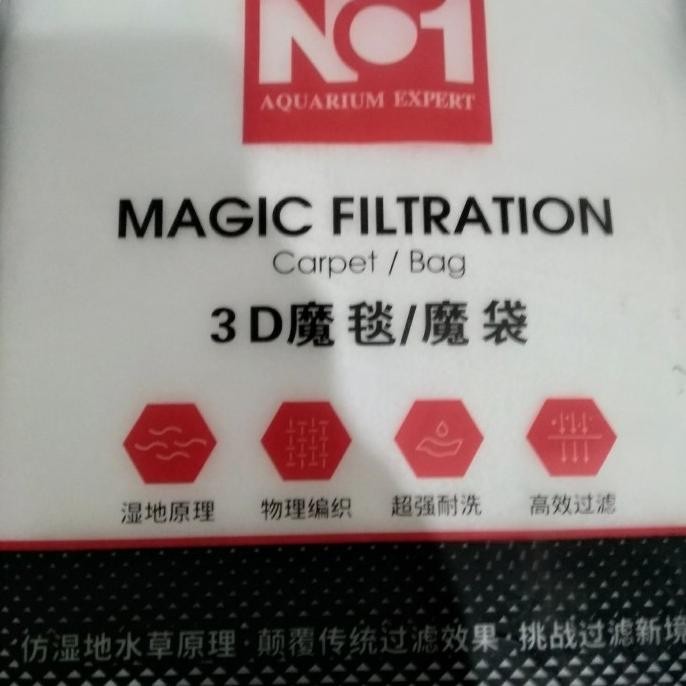 NO1
AQUARIUM EXPERT
MAGIC FILTRATION
Carpet / Bag
3D魔毯/魔袋
湿地原理 物理编织 超强耐洗 高效过滤
仿湿地水草原理·颠覆传统过滤效果·挑战过滤新境